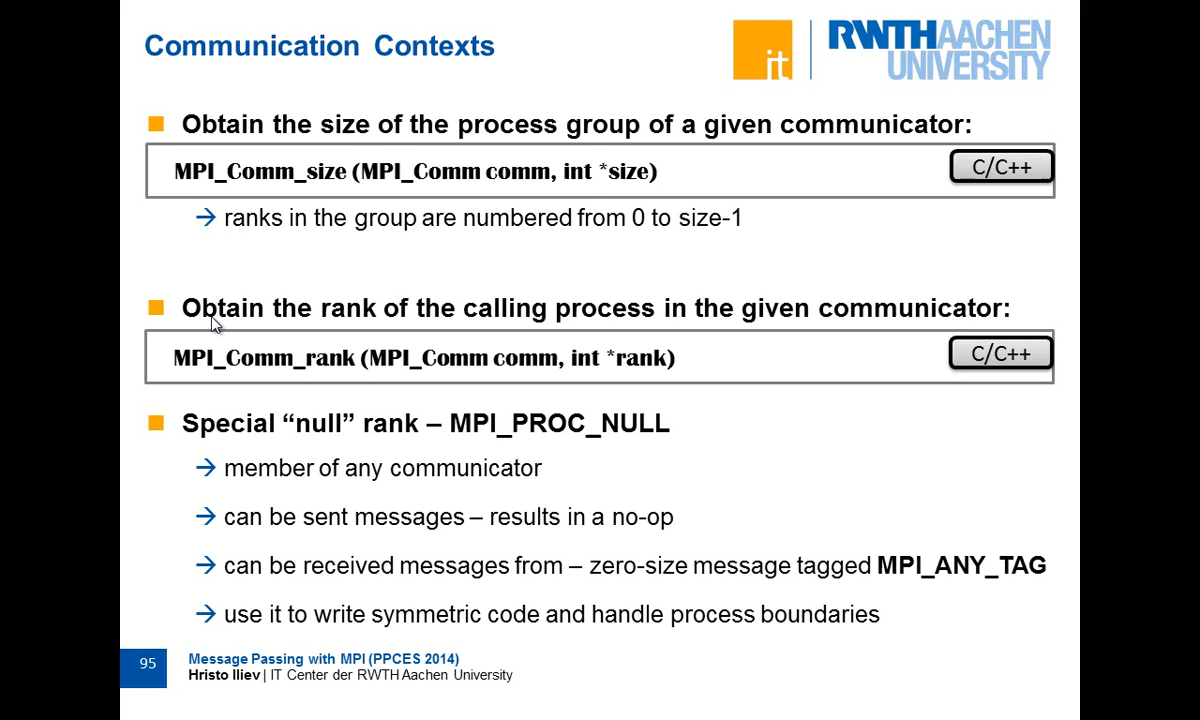 Communication Contexts
it
RWTHAACHEN
UNIVERSITY
Obtain the size of the process group of a given communicator:
MPI_Comm_size (MPI_Comm comm, int *size)
C/C++
→ ranks in the group are numbered from 0 to size-1
Obtain the rank of the calling process in the given communicator:
MPI_Comm_rank (MPI_Comm comm, int *rank)
C/C++
Special “null” rank – MPI_PROC_NULL
→ member of any communicator
→ can be sent messages – results in a no-op
→ can be received messages from – zero-size message tagged MPI_ANY_TAG
→ use it to write symmetric code and handle process boundaries
95
Message Passing with MPI (PPCES 2014)
Hristo Iliev | IT Center der RWTH Aachen University